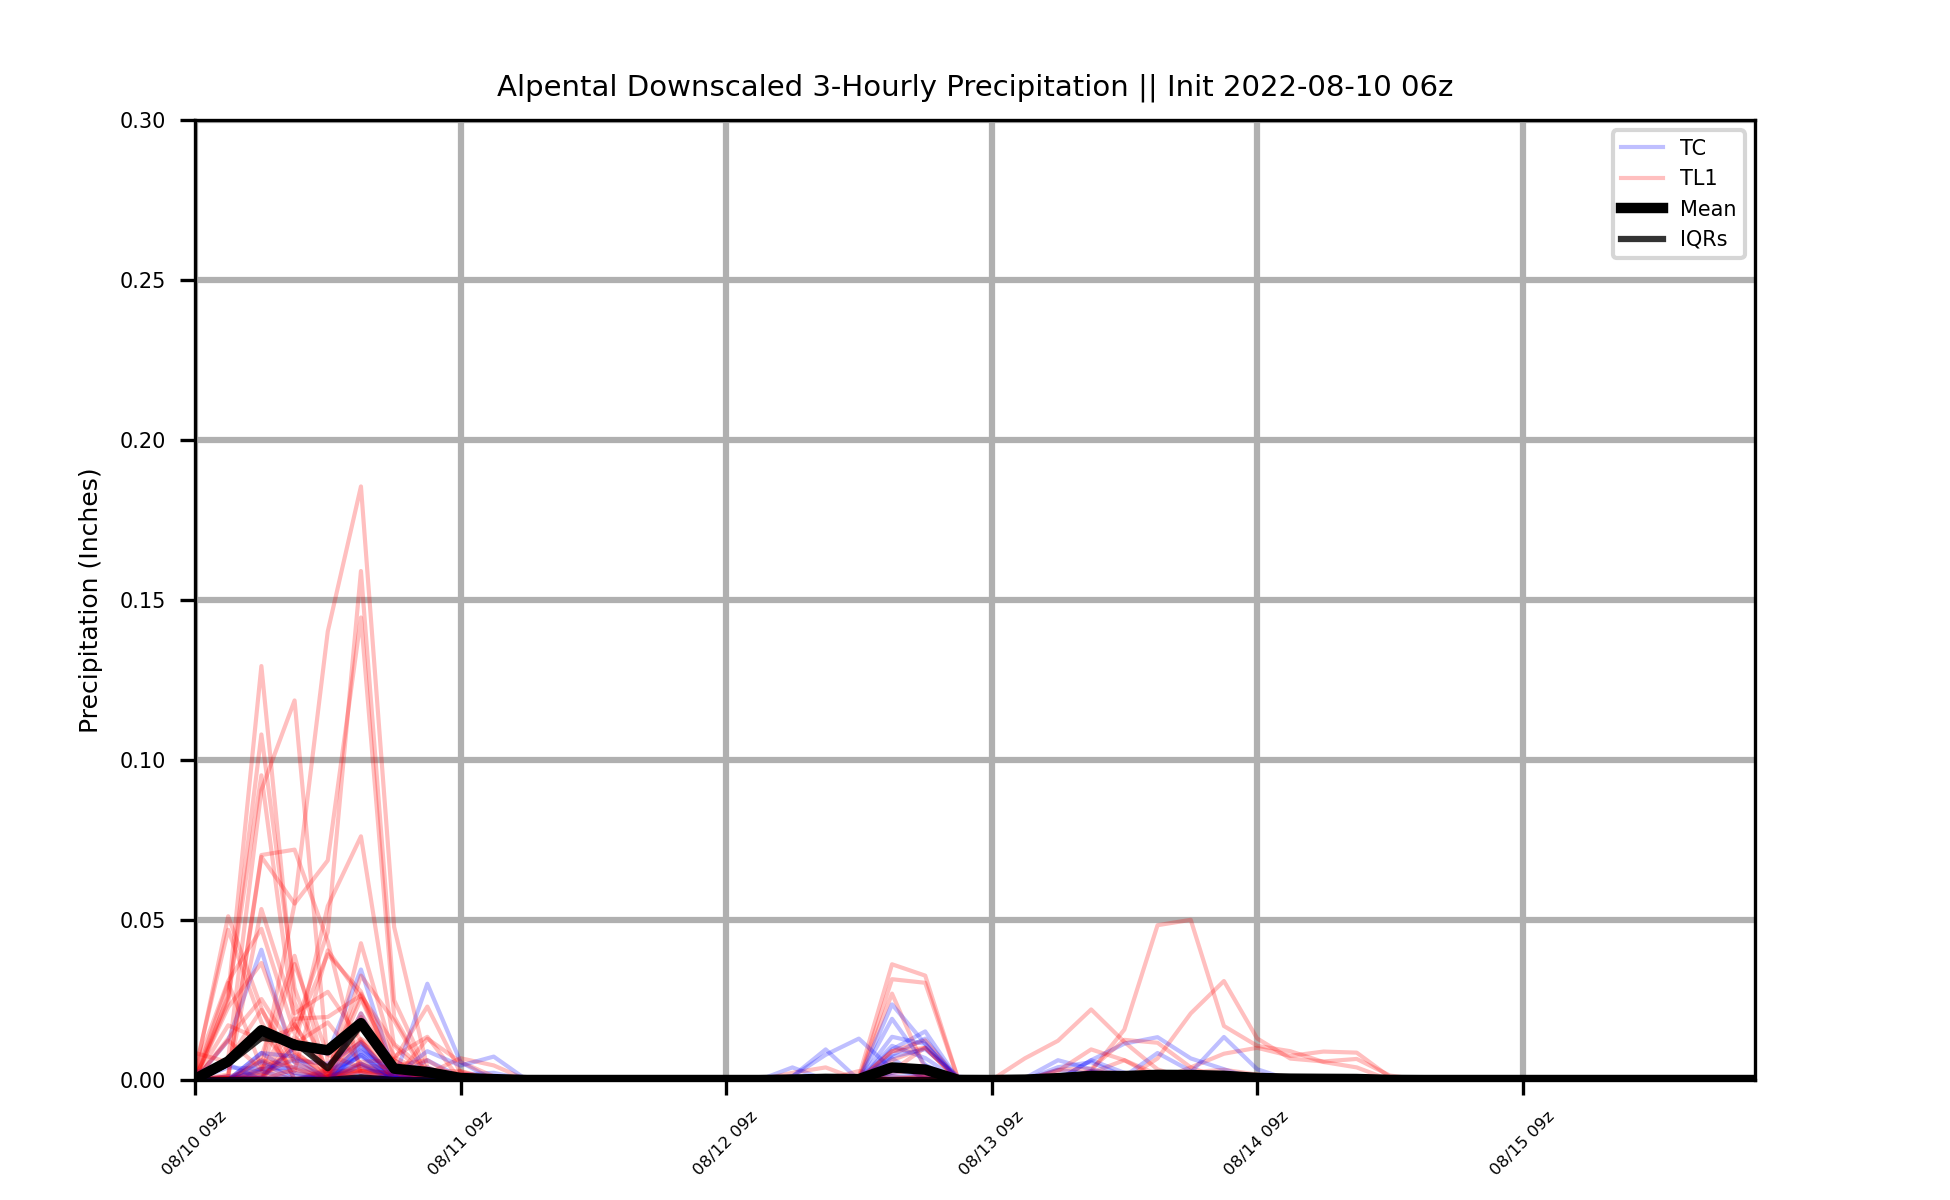 Alpental Downscaled 3-Hourly Precipitation || Init 2022-08-10 06z
TC
TL1
Mean
IQRs
Precipitation (Inches)
0.30
0.25
0.20
0.15
0.10
0.05
0.00
08/10 09z
08/11 09z
08/12 09z
08/13 09z
08/14 09z
08/15 09z